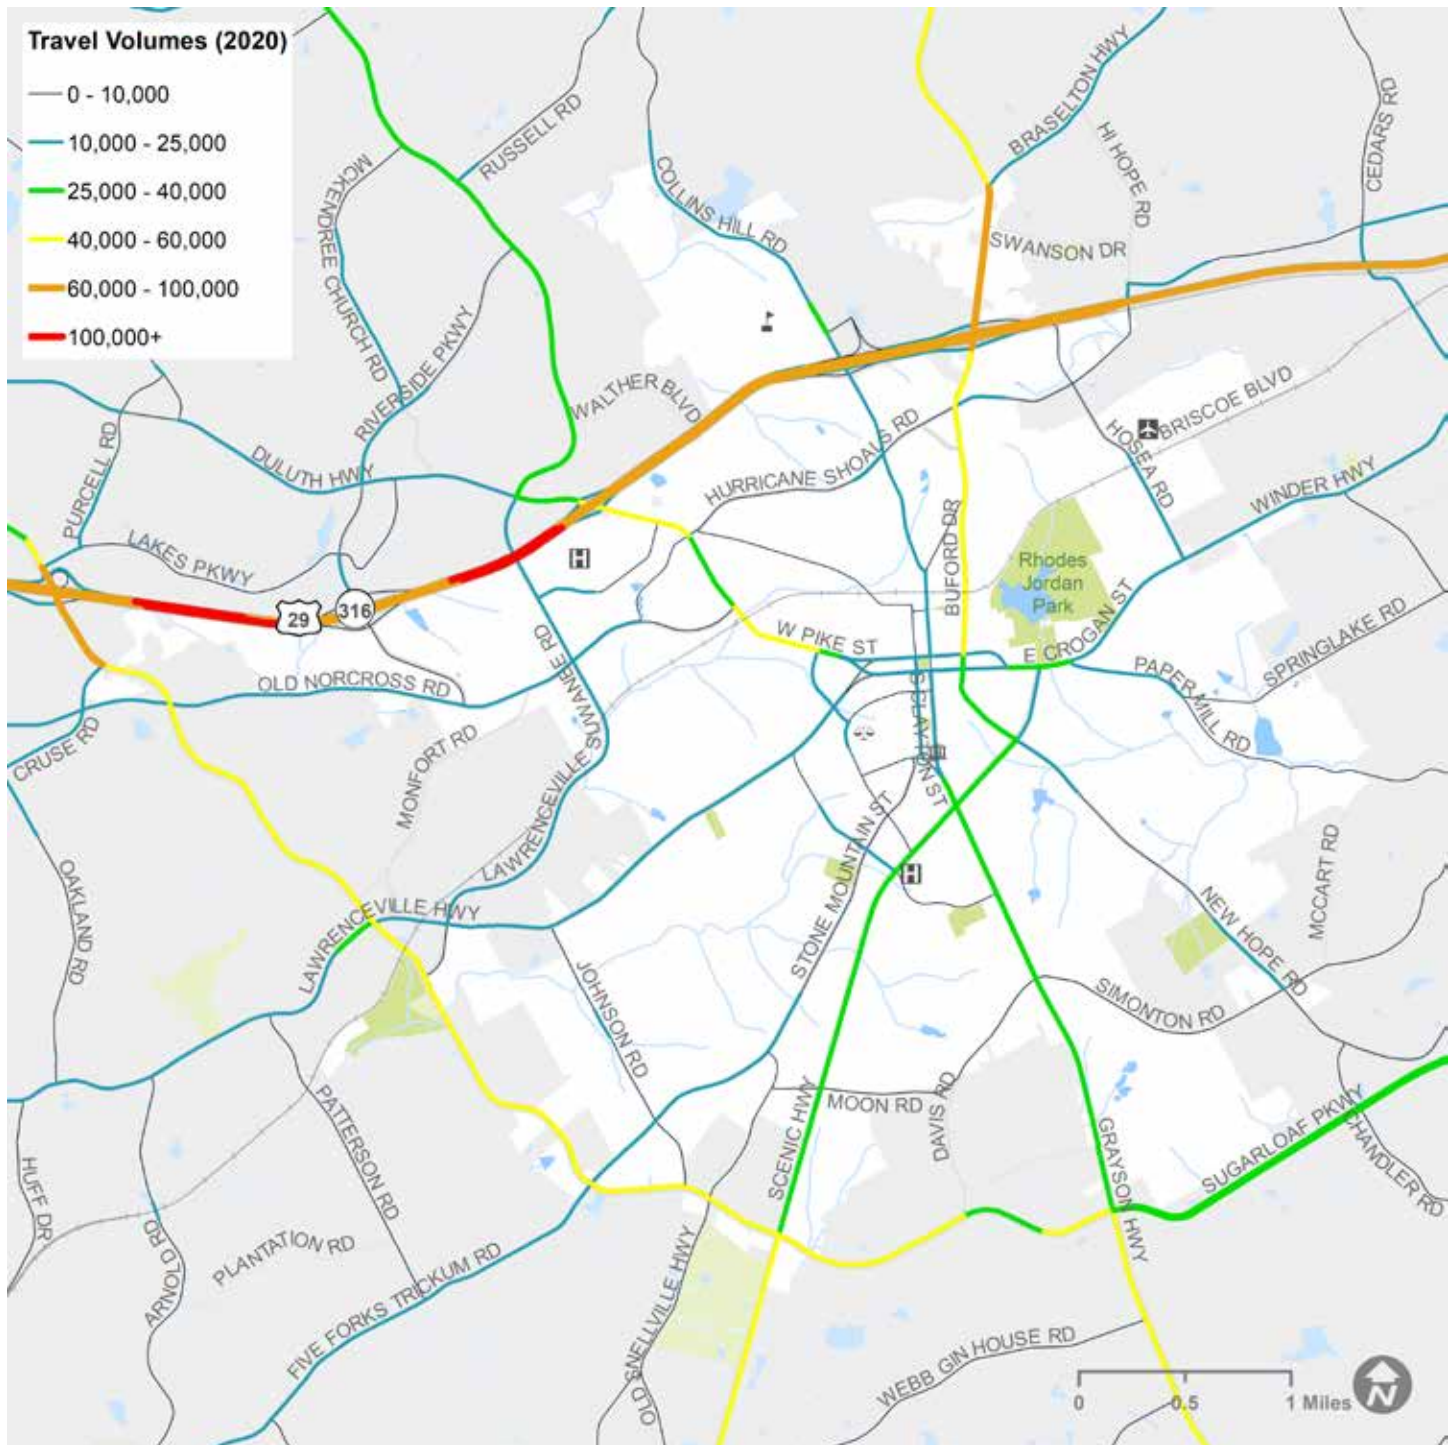 Travel Volumes (2020)
0 - 10,000
10,000 - 25,000
25,000 - 40,000
40,000 - 60,000
60,000 - 100,000
100,000+
RUSSELL RD
BRASELTON HWY
CEDARS RD
HI HOPE RD
MCKENDREE CHURCH RD
COLLINS HILL RD
SWANSON DR
RIVERSIDE PKWY
WALTHER BLVD
BRISCOE BLVD
HOSEA RD
PURCELL RD
DULUTH HWY
HURRICANE SHOALS RD
WINDER HWY
LAKES PKWY
H
BUFORD DR
Rhodes
Jordan
Park
29
316
W PIKE ST
E CROGAN ST
SPRINGLAKE RD
PAPER MILL RD
OLD NORCROSS RD
LAWRENCEVILLE SUWANEE RD
S CLAYTON ST
CRUSE RD
MONFORT RD
OAKLAND RD
STONE MOUNTAIN ST
H
MCCART RD
NEW HOPE RD
LAWRENCEVILLE HWY
JOHNSON RD
SIMONTON RD
PATTERSON RD
MOON RD
DAVIS RD
SCENIC HWY
GRAYSON HWY
SUGARLOAF PKWY
CHANDLER RD
HUFF DR
ARNOLD RD
PLANTATION RD
FIVE FORKS TRICKUM RD
OLD SNELLVILLE HWY
WEBB GIN HOUSE RD
0 0.5 1 Miles
N